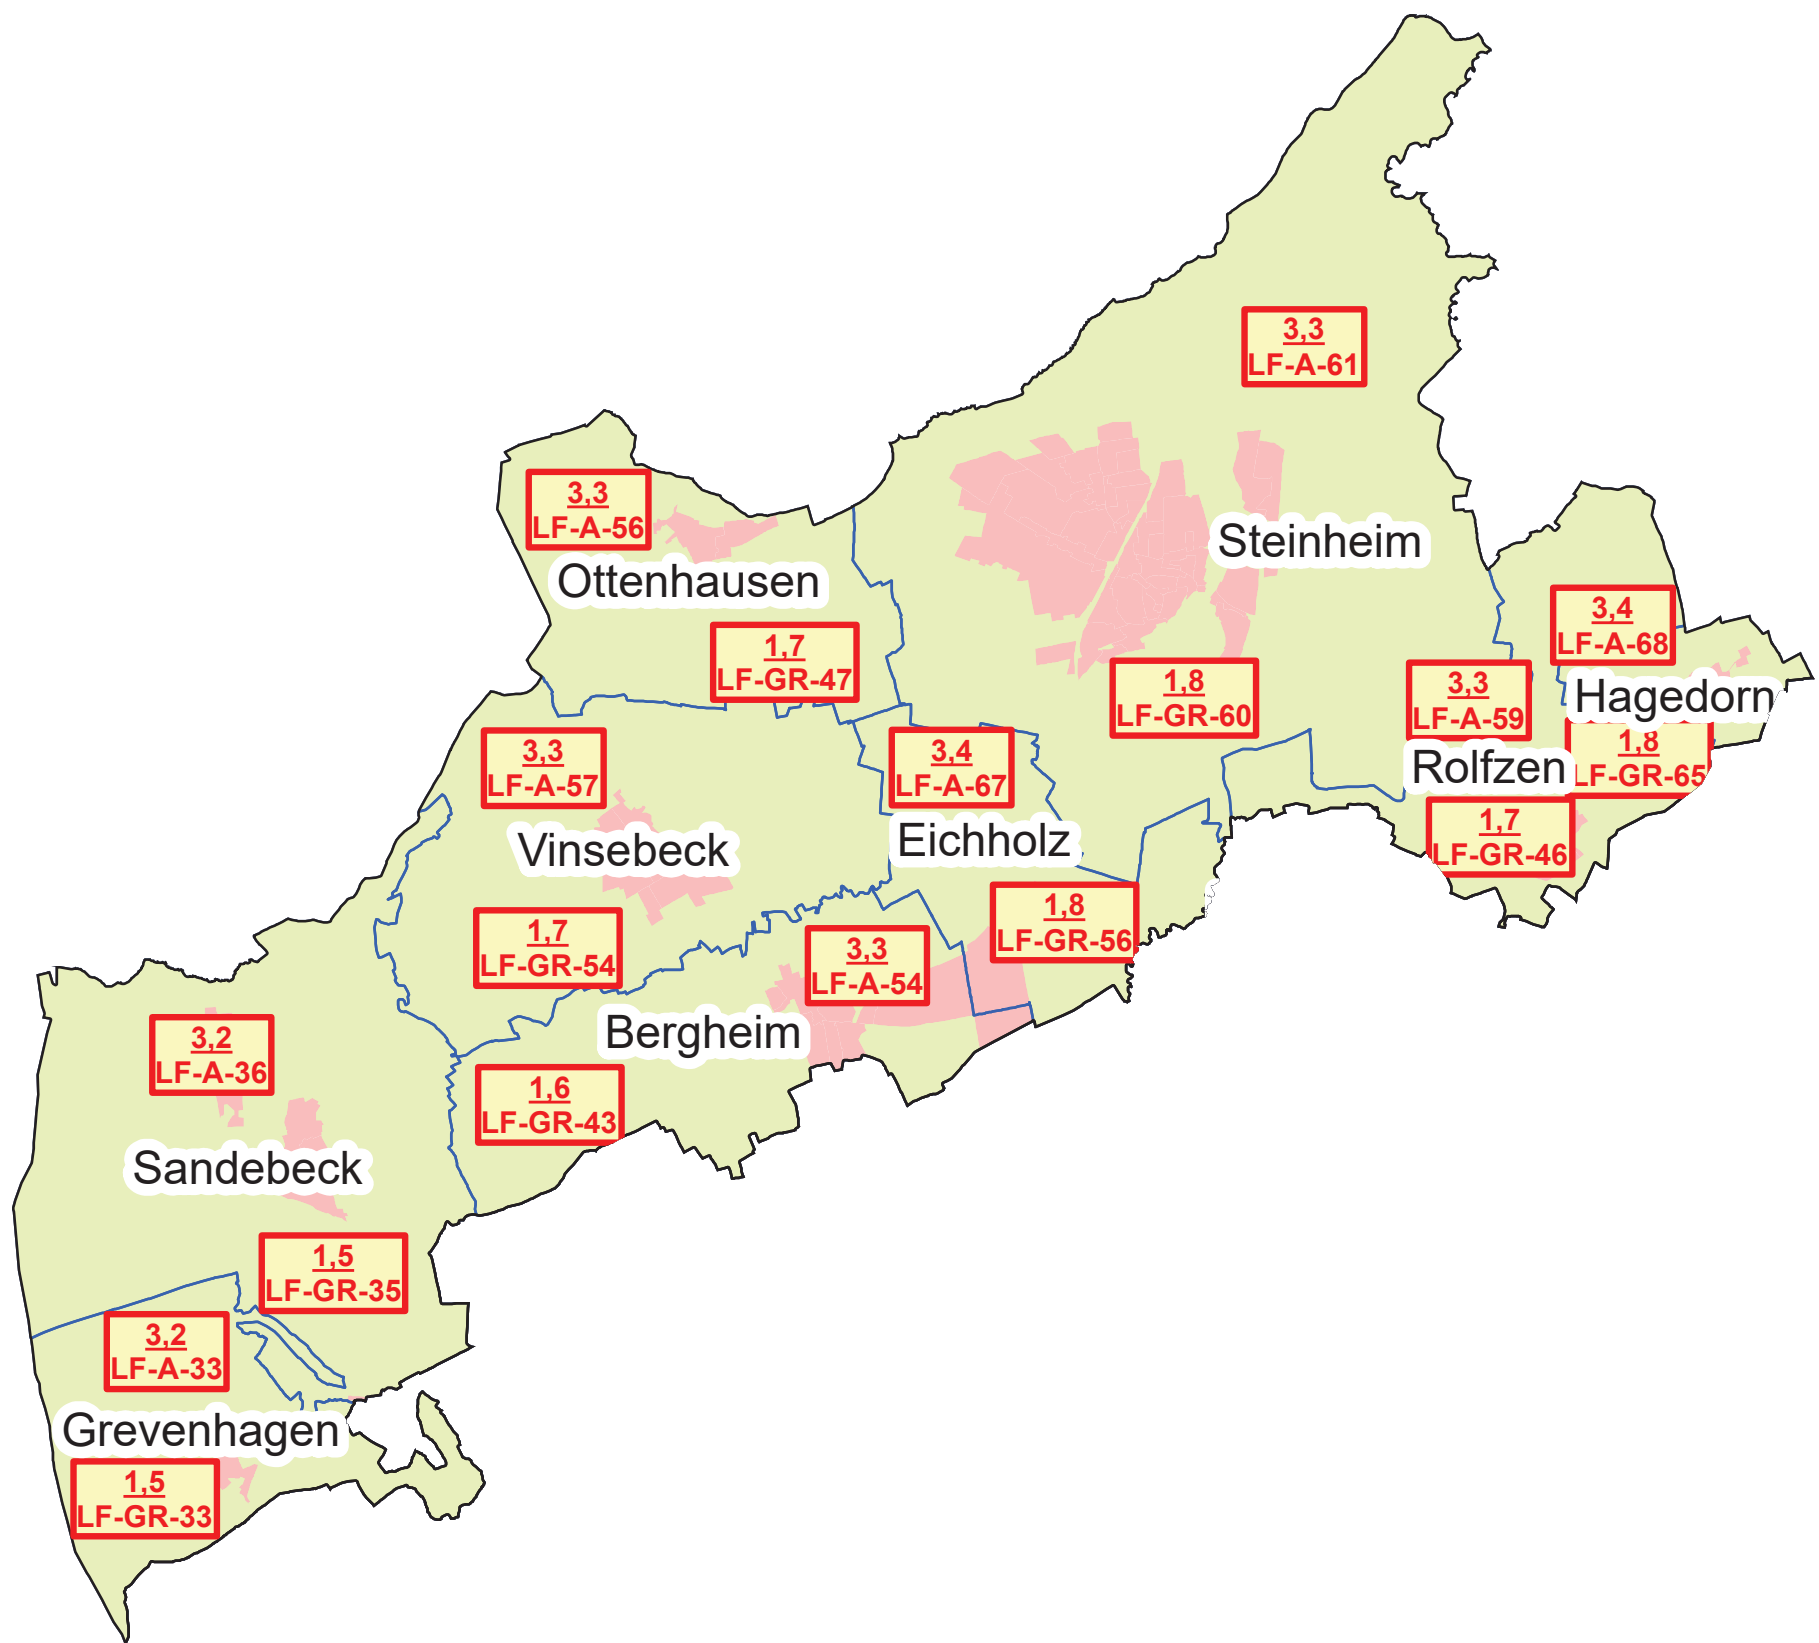 3,3
LF-A-61
3,3
LF-A-56
Steinheim
Ottenhausen
3,4
LF-A-68
1,7
LF-GR-47
1,8
LF-GR-60
3,3
LF-A-59
Hagedorn
1,8
LF-GR-65
3,3
LF-A-57
3,4
LF-A-67
Rolfzen
1,7
LF-GR-46
Vinsebeck
Eichholz
1,7
LF-GR-54
1,8
LF-GR-56
3,3
LF-A-54
Bergheim
3,2
LF-A-36
1,6
LF-GR-43
Sandebeck
1,5
LF-GR-35
3,2
LF-A-33
Grevenhagen
1,5
LF-GR-33